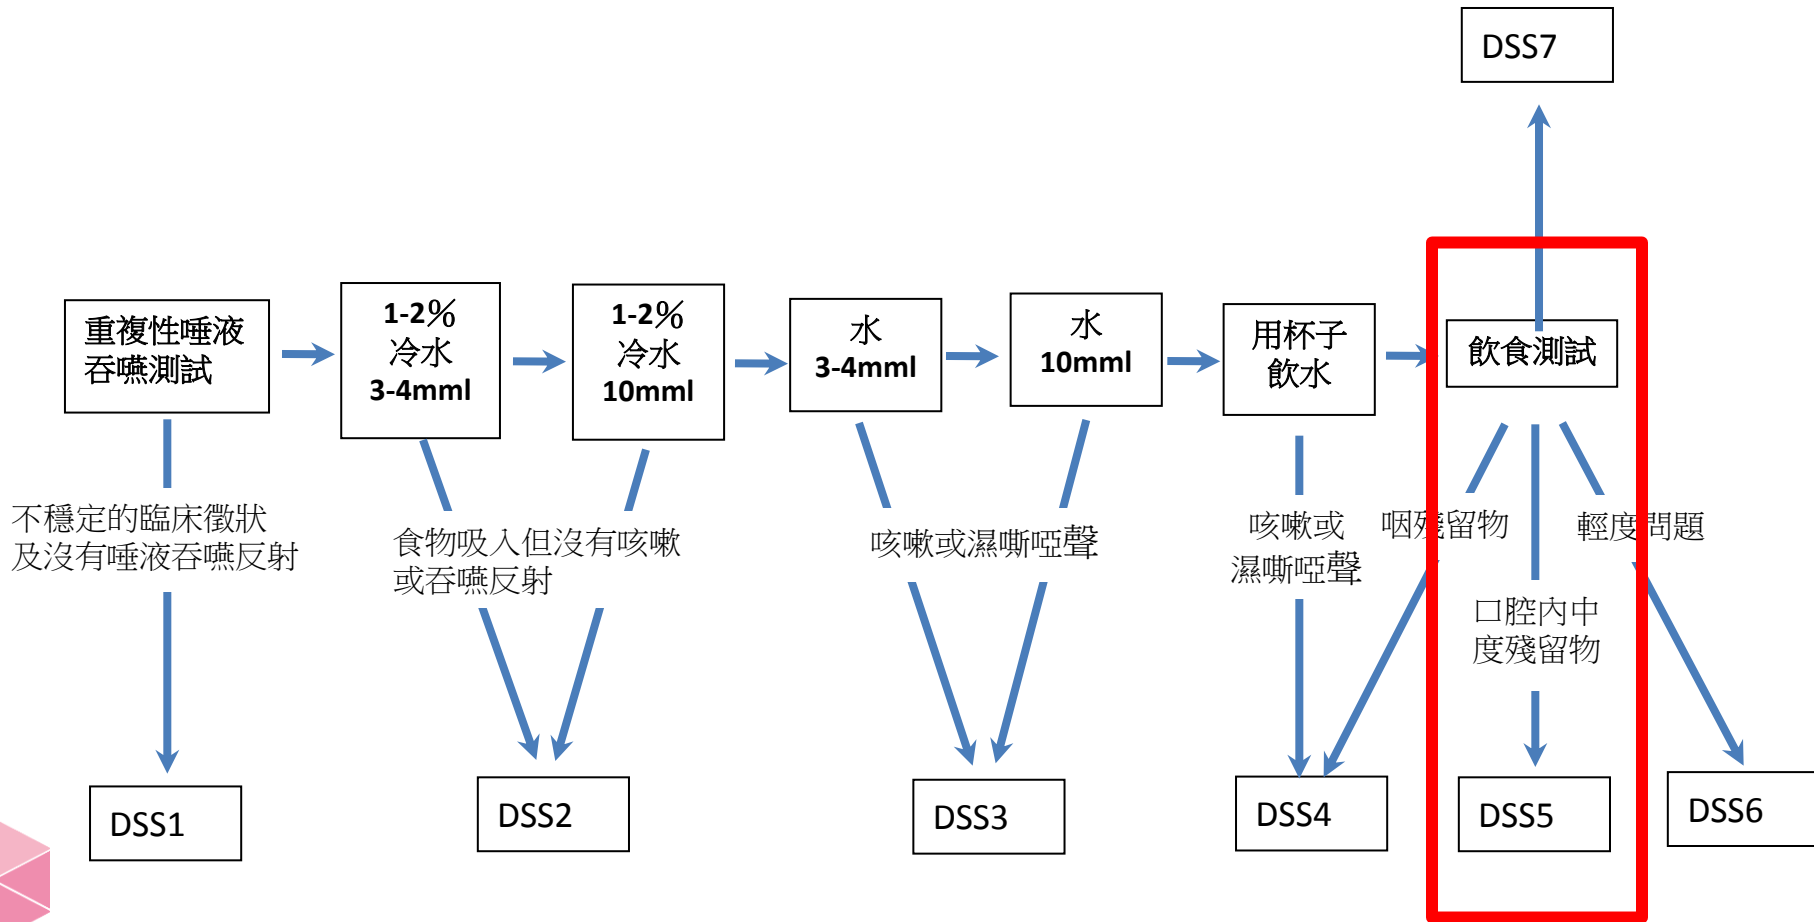 DSS7
重複性唾液
吞嚥測試
1-2%
冷水
3-4mml
1-2%
冷水
10mml
水
3-4mml
水
10mml
用杯子
飲水
飲食測試
不穩定的臨床徵狀
及沒有唾液吞嚥反射
食物吸入但沒有咳嗽
或吞嚥反射
咳嗽或濕嘶啞聲
咳嗽或
濕嘶啞聲
咽殘留物
口腔內中
度殘留物
輕度問題
DSS1
DSS2
DSS3
DSS4
DSS5
DSS6